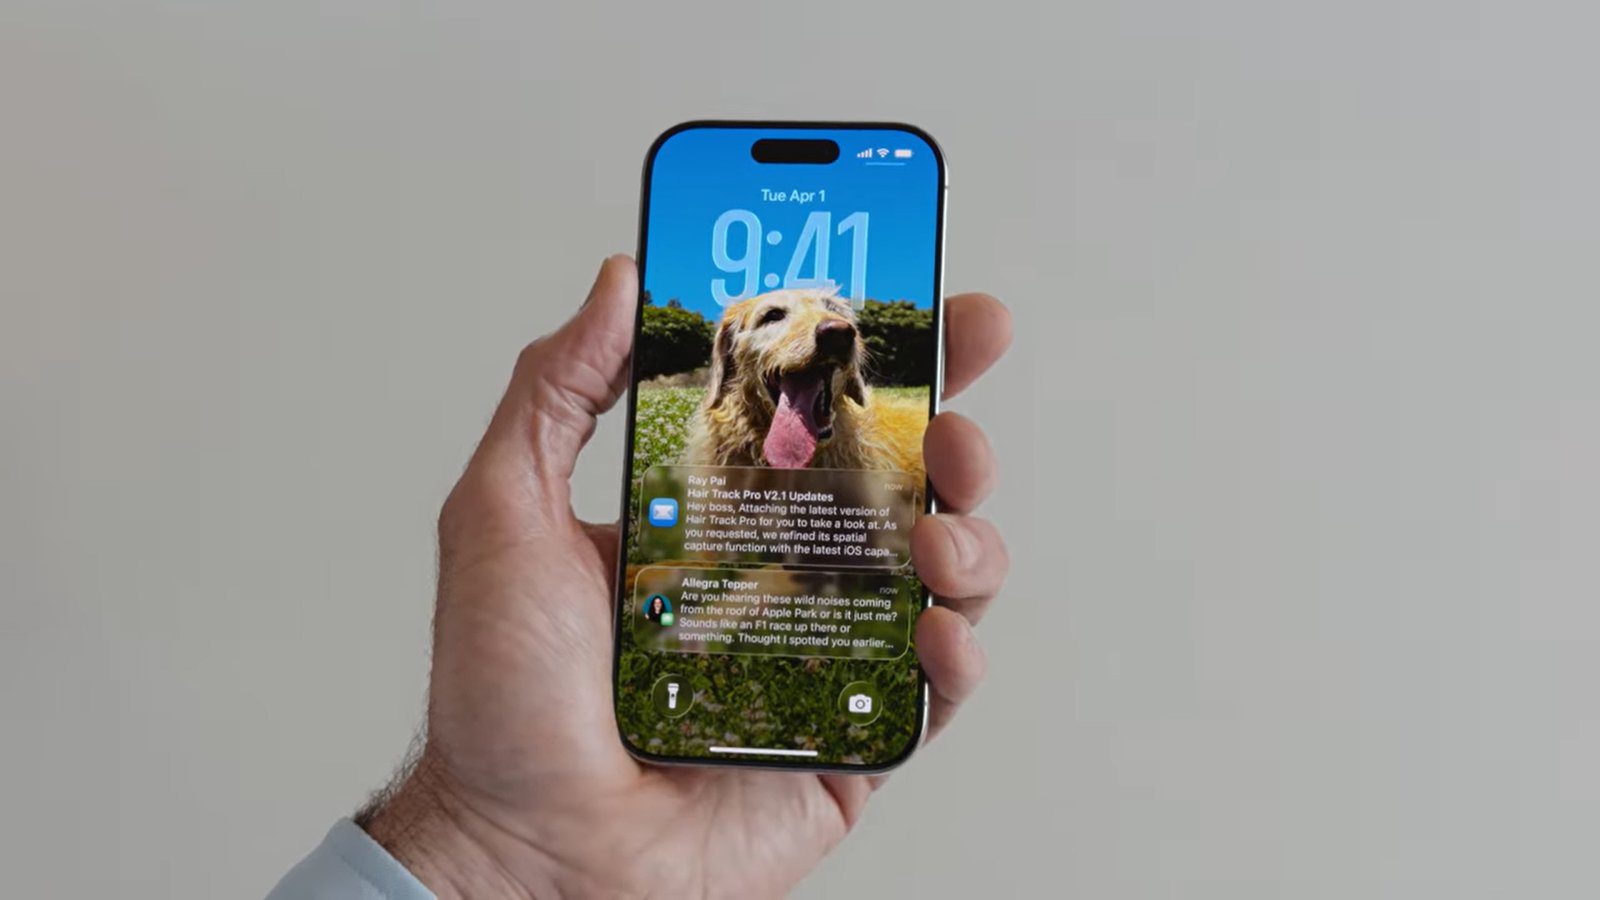 Tue Apr 1
9:41
Ray Pai
now
Hair Track Pro V2.1 Updates
Hey boss, Attaching the latest version of
Hair Track Pro for you to take a look at. As
you requested, we refined its spatial
capture function with the latest iOS capa...
Allegra Tepper
now
Are you hearing these wild noises coming
from the roof of Apple Park or is it just me?
Sounds like an F1 race up there or
something. Thought I spotted you earlier...